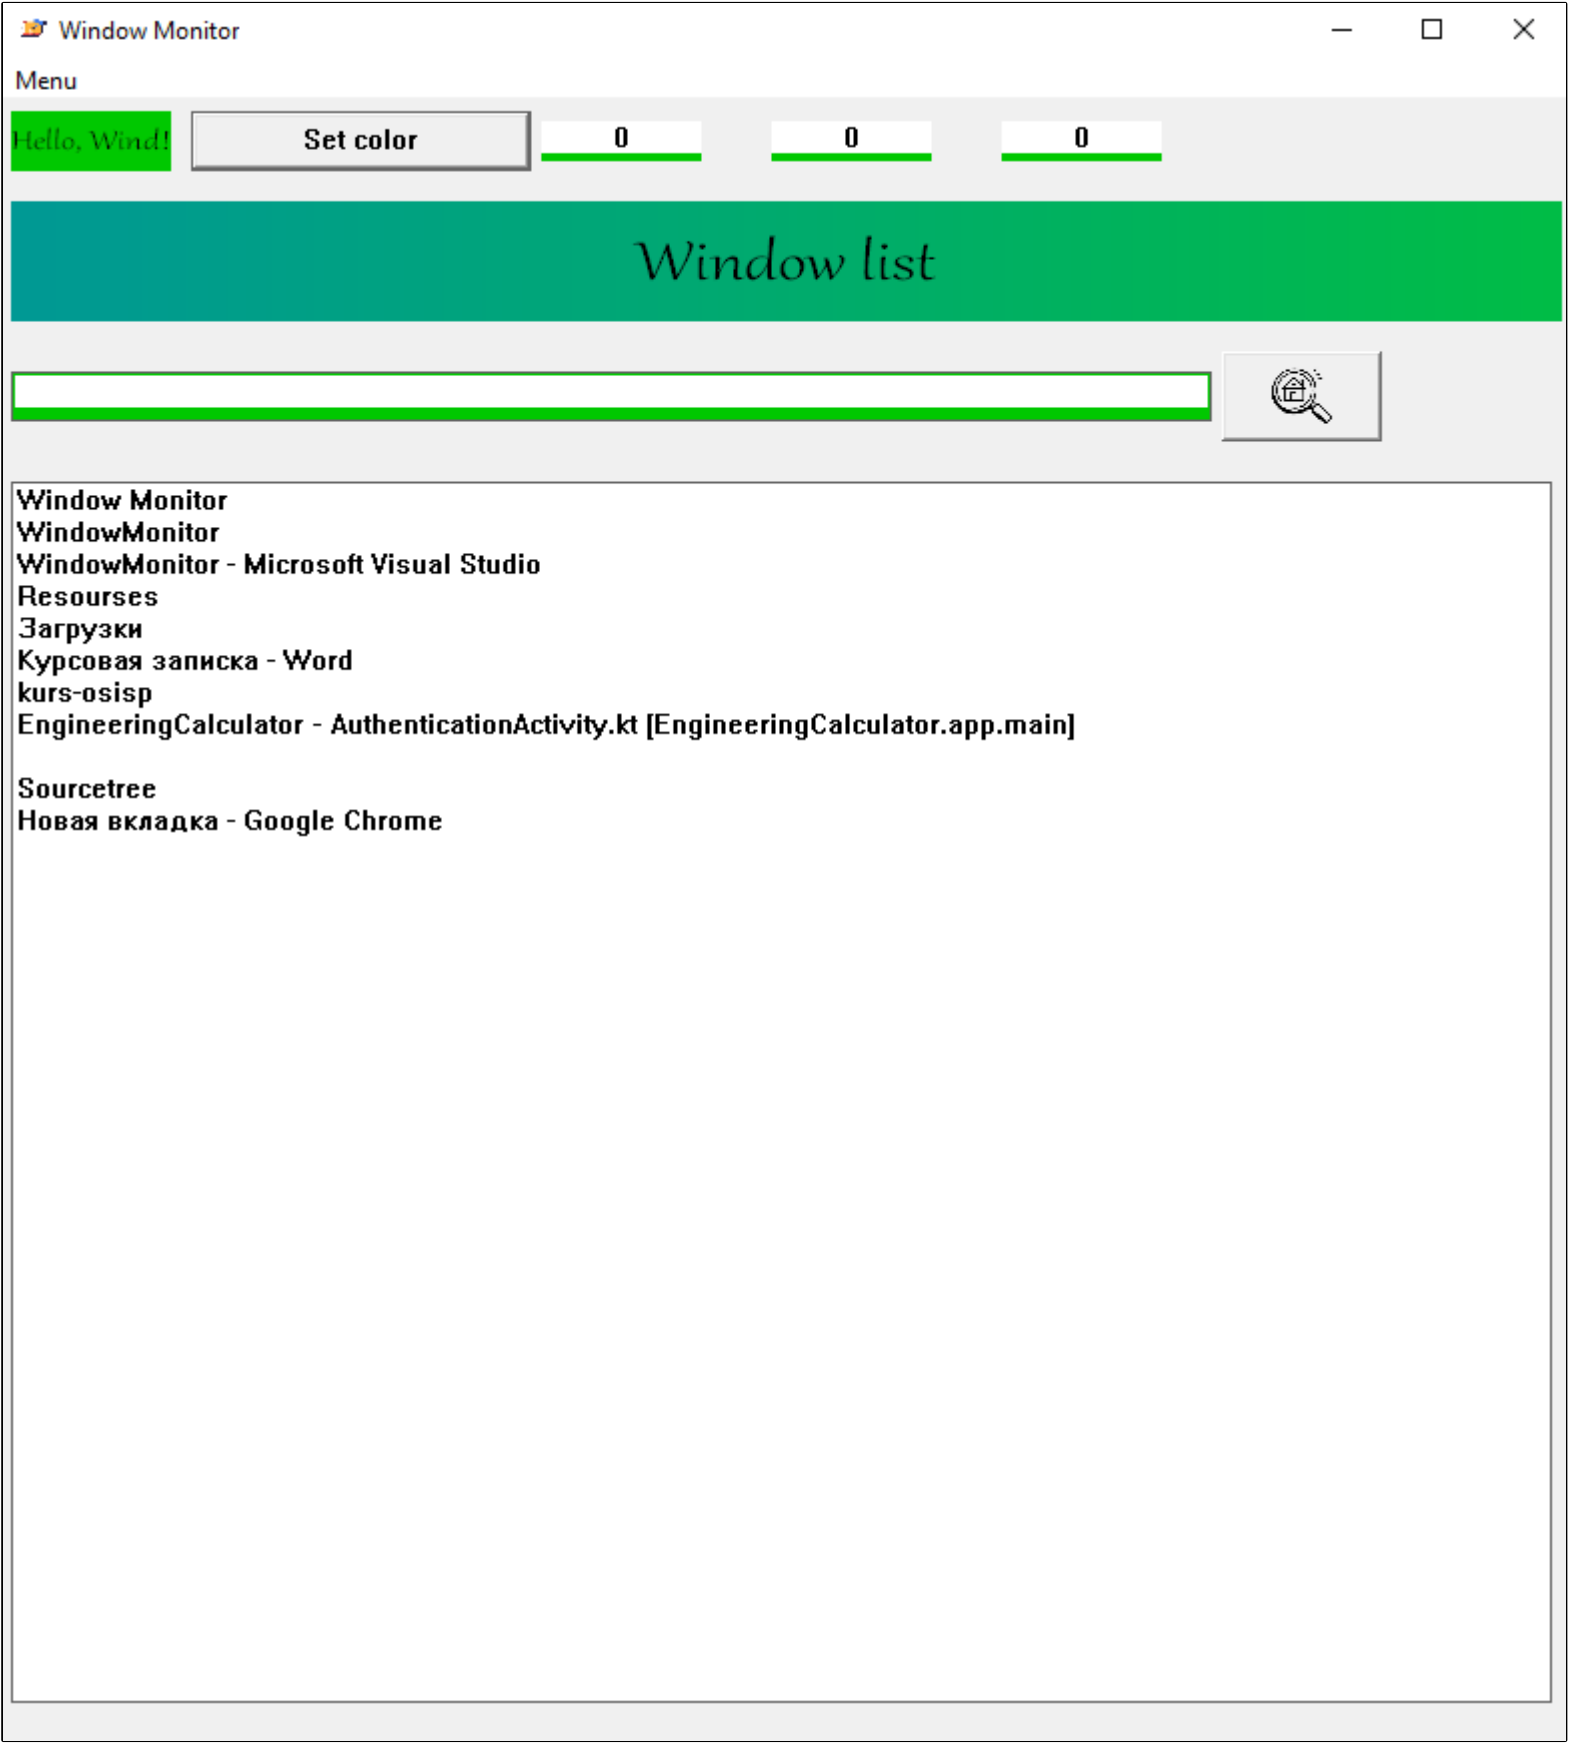 Window Monitor
Menu
Hello, Wind!
Set color
0
0
0
Window list
Window Monitor
WindowMonitor
WindowMonitor - Microsoft Visual Studio
Resourses
Загрузки
Курсовая записка - Word
kurs-osisp
EngineeringCalculator - AuthenticationActivity.kt [EngineeringCalculator.app.main]
Sourcetree
Новая вкладка - Google Chrome